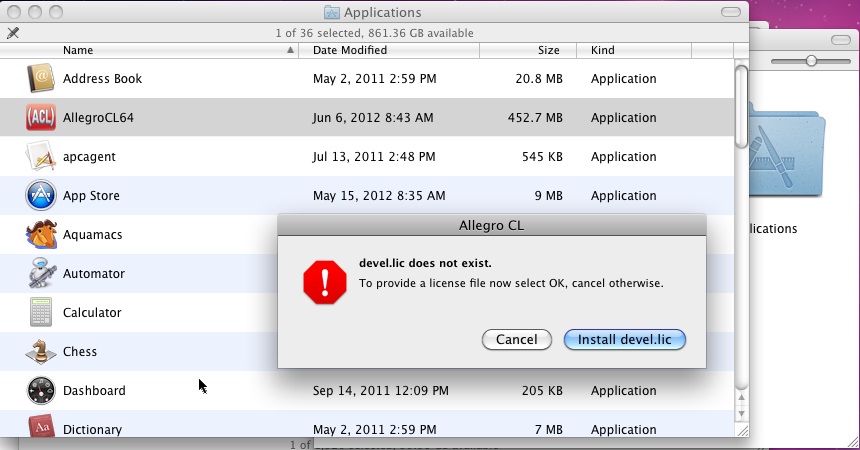 Applications
1 of 36 selected, 861.36 GB available
Name Date Modified Size Kind
Address Book May 2, 2011 2:59 PM 20.8 MB Application
(ACL) AllegroCL64 Jun 6, 2012 8:43 AM 452.7 MB Application
apcagent Jul 13, 2011 2:48 PM 545 KB Application
App Store May 15, 2012 8:35 AM 9 MB Application
Aquamacs
lications
Automator
Calculator
Chess
Allegro CL
devel.lic does not exist.
To provide a license file now select OK, cancel otherwise.
Cancel Install devel.lic
Dashboard Sep 14, 2011 12:09 PM 205 KB Application
Aa Dictionary May 2, 2011 2:59 PM 7 MB Application
1 of